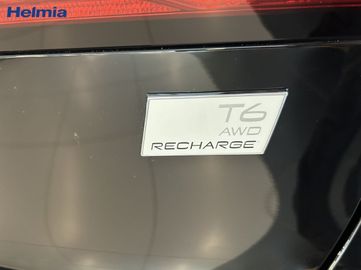 Helmia
T6
AWD
RECHARGE